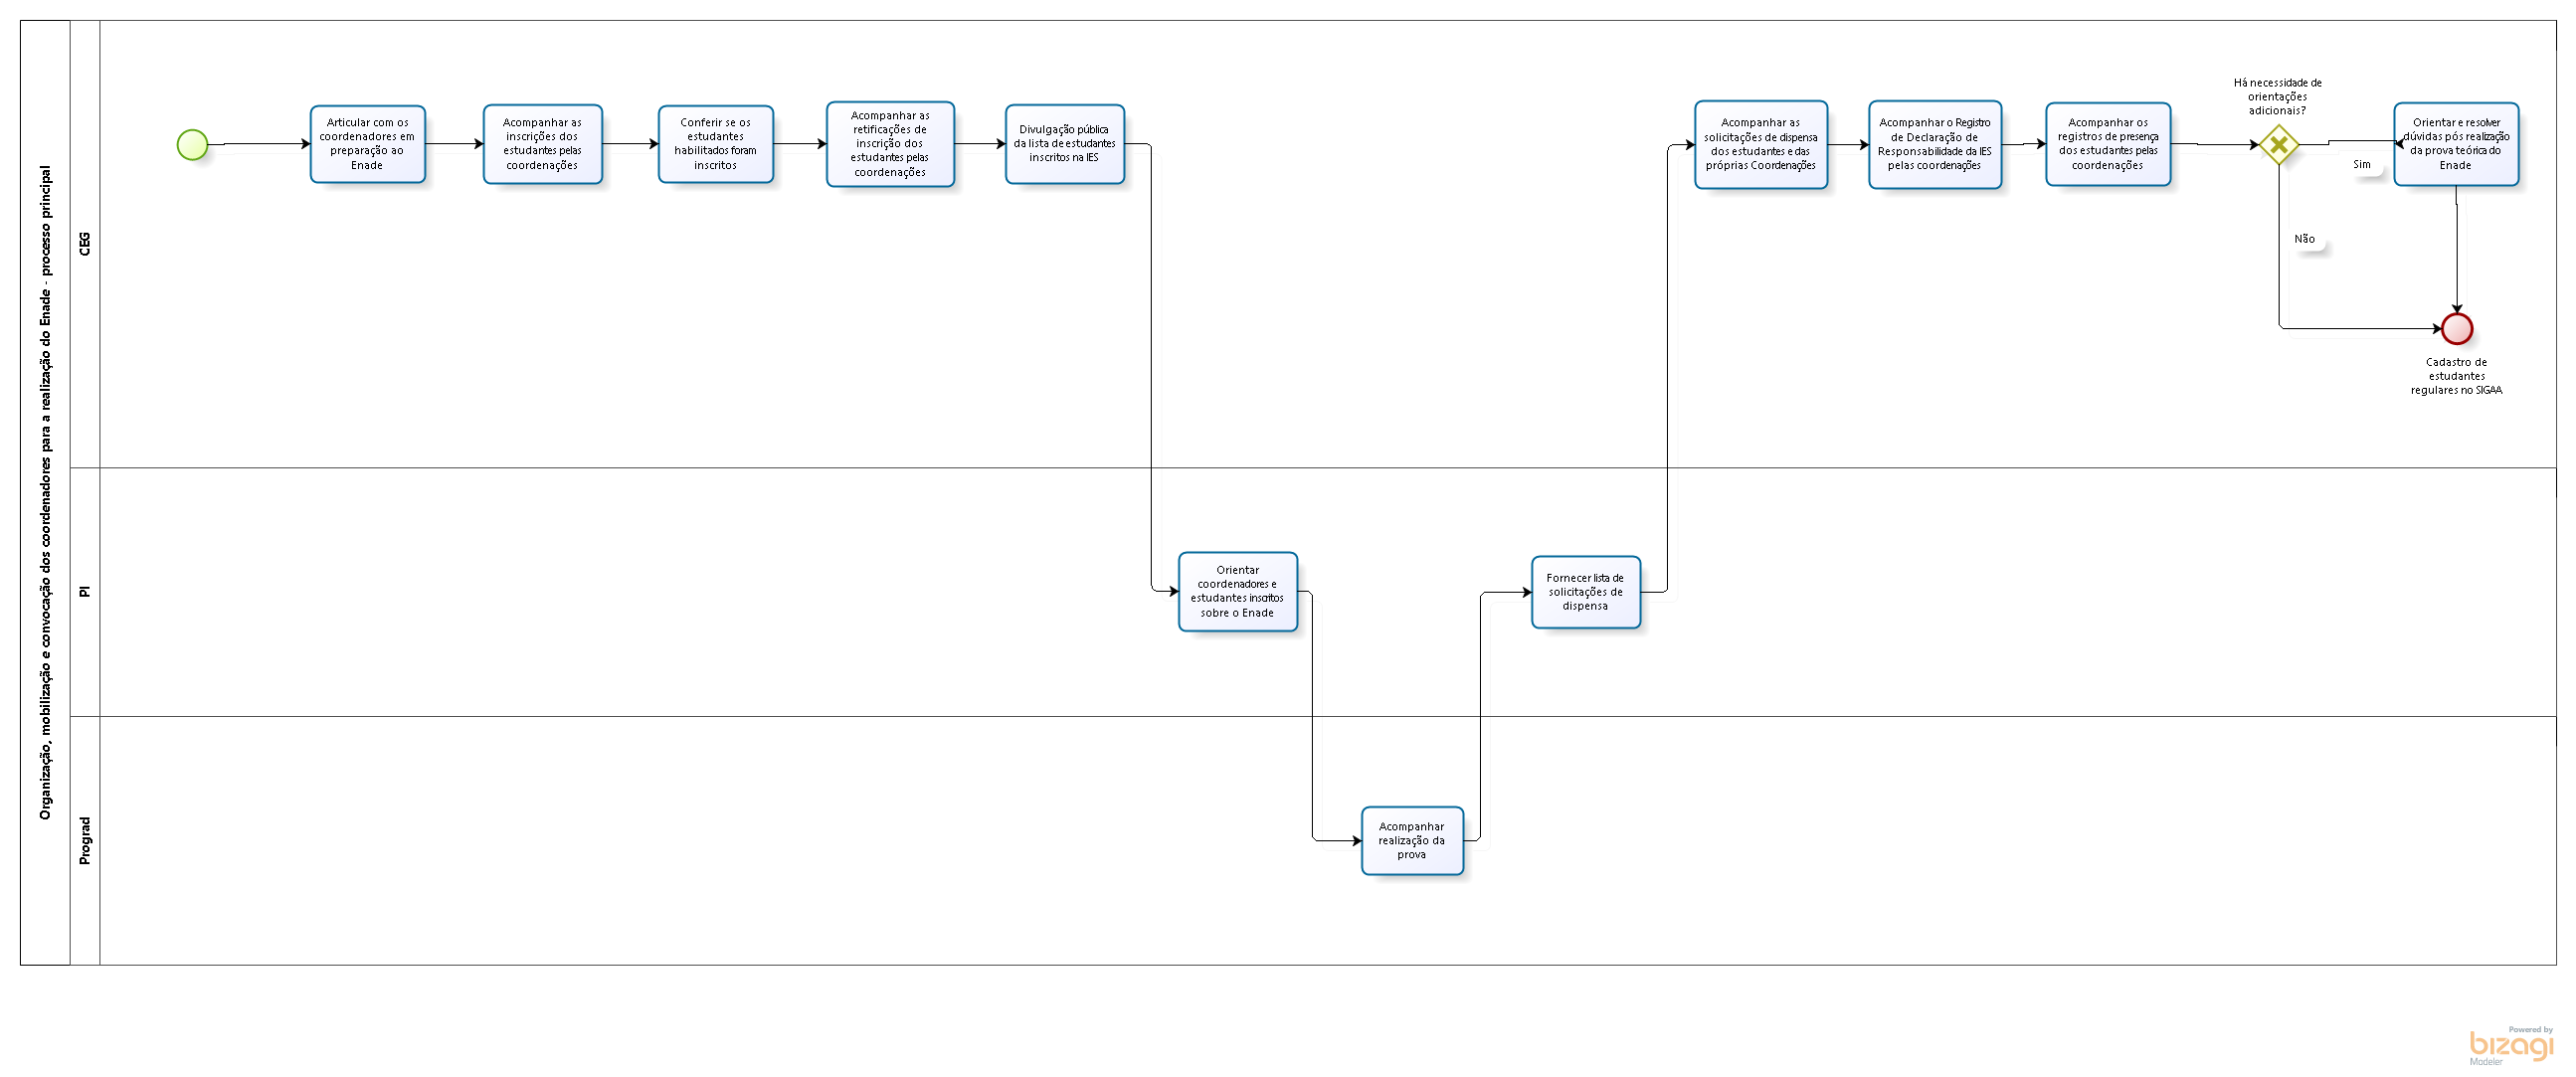 Organização, mobilização e convocação dos coordenadores para a realização do Enade - processo principal
CEG
Articular com os
coordenadores em
preparação ao
Enade
Acompanhar as
inscrições dos
estudantes pelas
coordenações
Conferir se os
estudantes
habilitados foram
inscritos
Acompanhar as
retificações de
inscrição dos
estudantes pelas
coordenações
Divulgação pública
da lista de estudantes
inscritos na IES
Acompanhar as
solicitações de dispensa
dos estudantes e das
próprias Coordenações
Acompanhar o Registro
de Declaração de
Responsabilidade da IES
pelas coordenações
Acompanhar os
registros de presença
dos estudantes pelas
coordenações
Há necessidade de
orientações
adicionais?
Sim
Não
Orientar e resolver
dúvidas pós realização
da prova teórica do
Enade
Cadastro de
estudantes
regulares no SIGAA
PI
Orientar
coordenadores e
estudantes inscritos
sobre o Enade
Fornecer lista de
solicitações de
dispensa
Prograd
Acompanhar
realização da
prova
Powered by
bizagi
Modeler